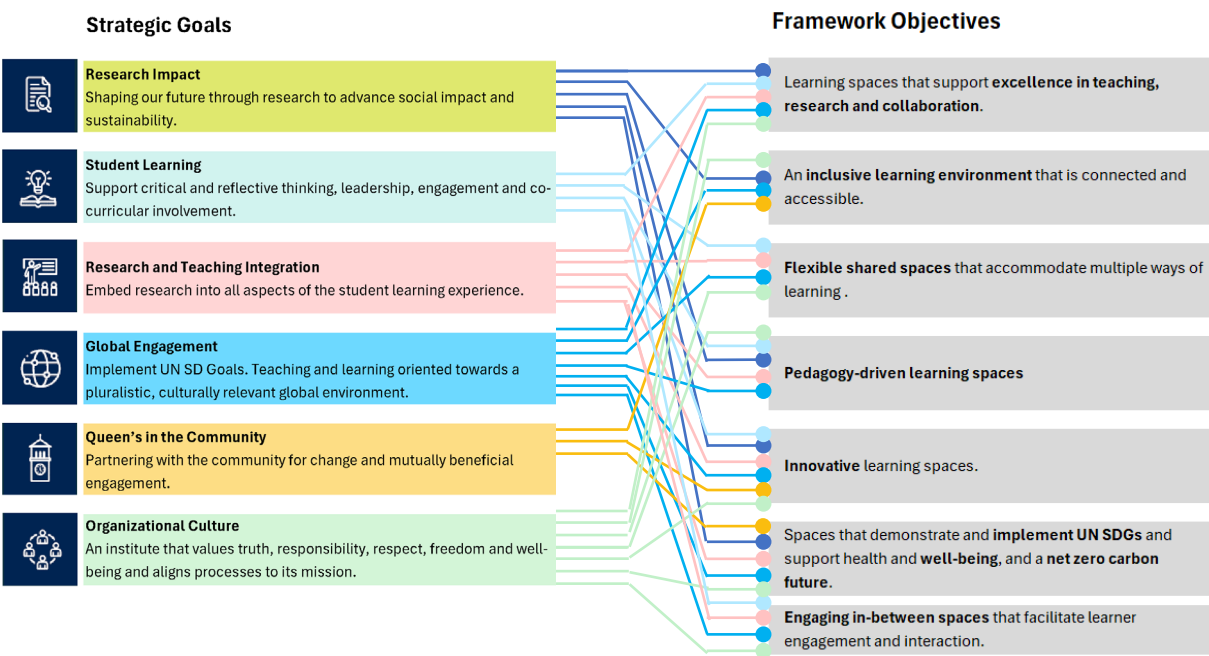 Strategic Goals
Research Impact
Shaping our future through research to advance social impact and
sustainability.
Student Learning
Support critical and reflective thinking, leadership, engagement and co-
curricular involvement.
Research and Teaching Integration
Embed research into all aspects of the student learning experience.
Global Engagement
Implement UN SD Goals. Teaching and learning oriented towards a
pluralistic, culturally relevant global environment.
Queen’s in the Community
Partnering with the community for change and mutually beneficial
engagement.
Organizational Culture
An institute that values truth, responsibility, respect, freedom and well-
being and aligns processes to its mission.
Framework Objectives
Learning spaces that support excellence in teaching,
research and collaboration.
An inclusive learning environment that is connected and
accessible.
Flexible shared spaces that accommodate multiple ways of
learning .
Pedagogy-driven learning spaces
Innovative learning spaces.
Spaces that demonstrate and implement UN SDGs and
support health and well-being, and a net zero carbon
future.
Engaging in-between spaces that facilitate learner
engagement and interaction.